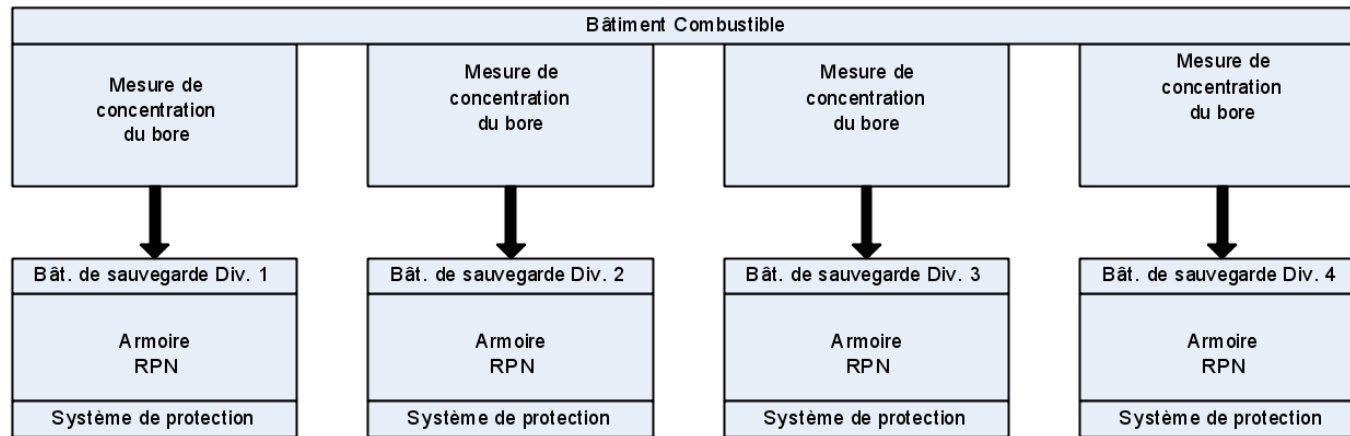 Bâtiment Combustible
Mesure de
concentration
du bore
Mesure de
concentration
du bore
Mesure de
concentration
du bore
Mesure de
concentration
du bore
Bât. de sauvegarde Div. 1
Armoire
RPN
Système de protection
Bât. de sauvegarde Div. 2
Armoire
RPN
Système de protection
Bât. de sauvegarde Div. 3
Armoire
RPN
Système de protection
Bât. de sauvegarde Div. 4
Armoire
RPN
Système de protection